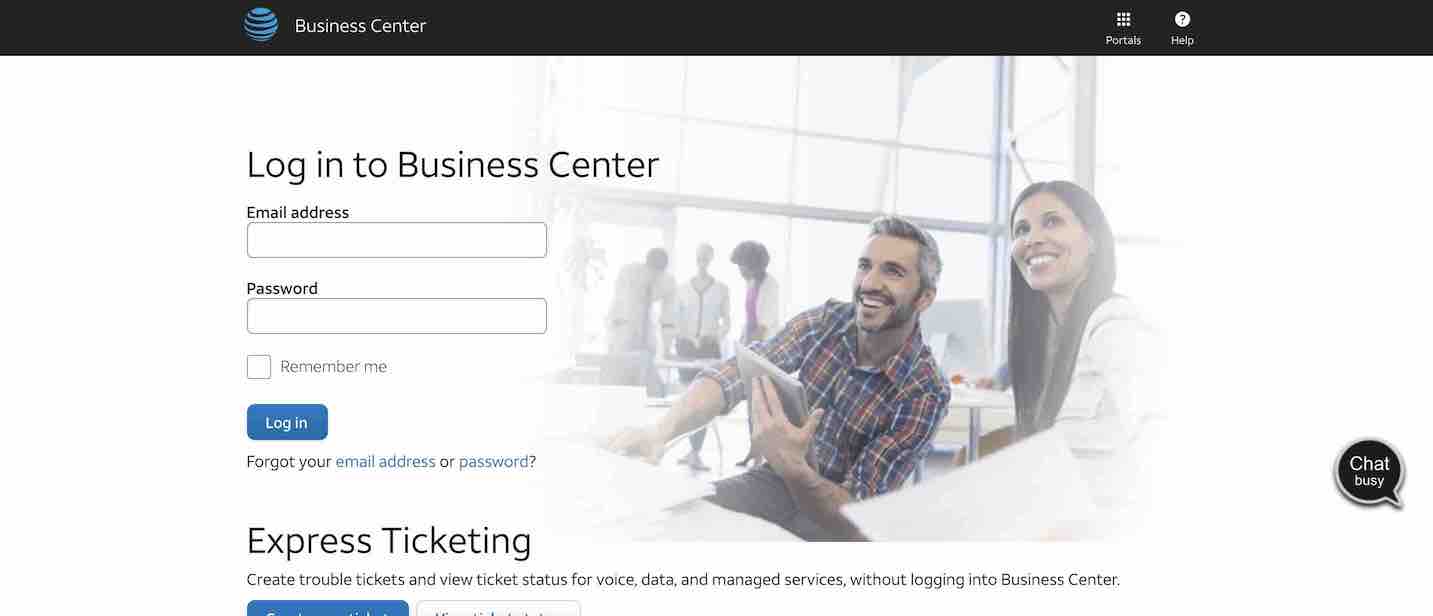 Business Center
Portals
Help
Log in to Business Center
Email address
Password
Remember me
Log in
Forgot your email address or password?
Chat
busy
Express Ticketing
Create trouble tickets and view ticket status for voice, data, and managed services, without logging into Business Center.